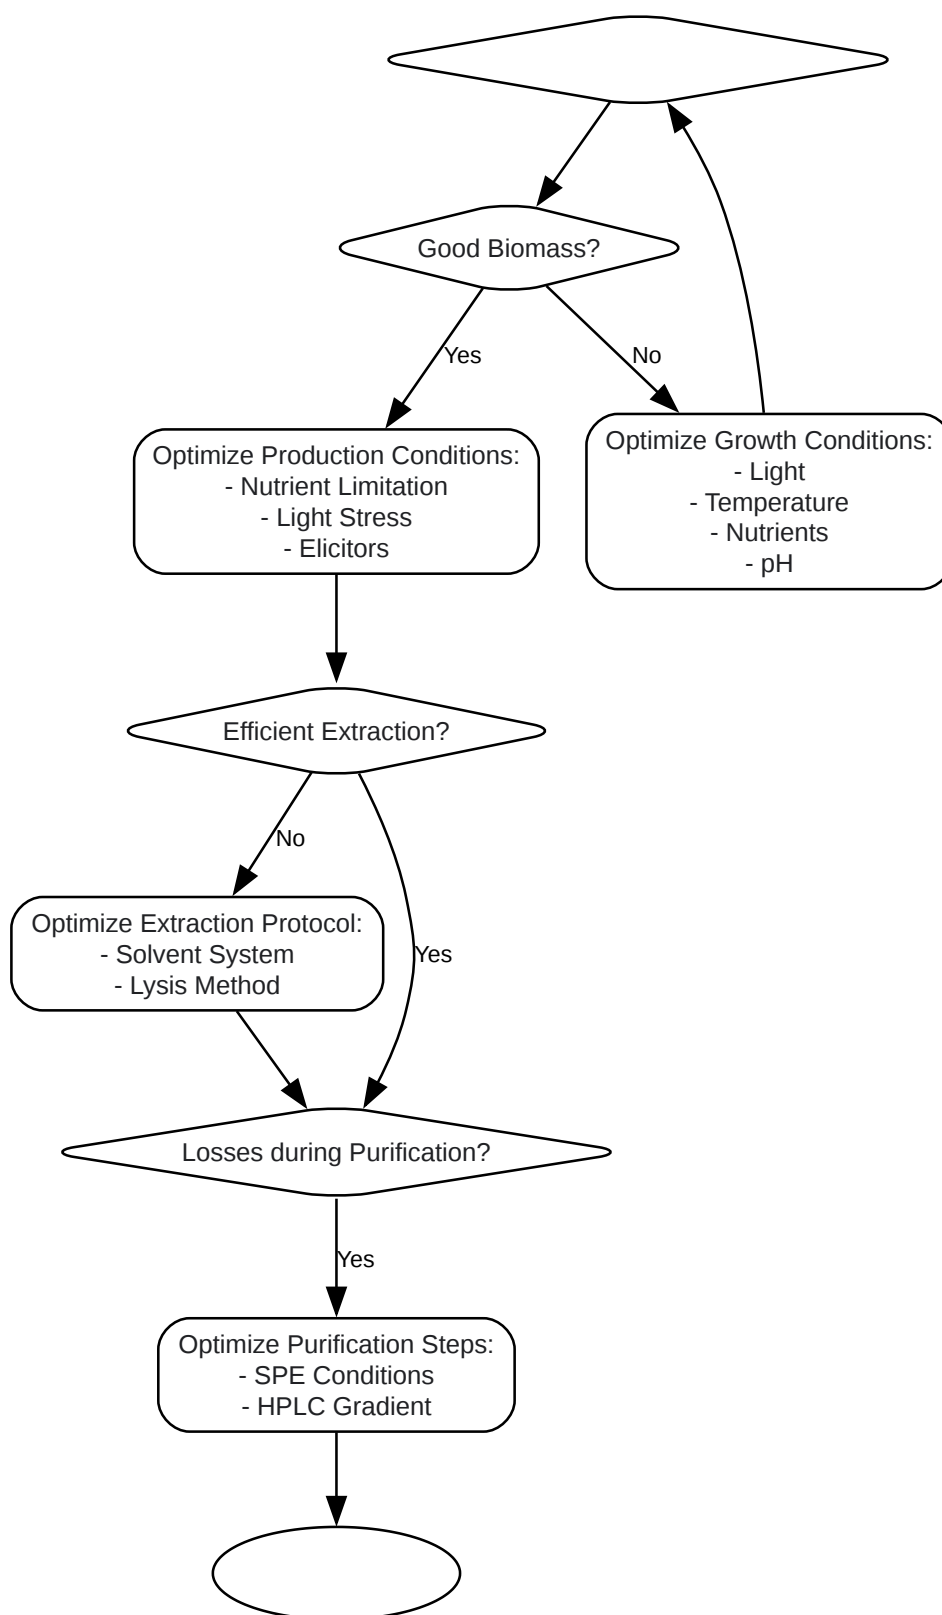 Good Biomass?
Yes
No
Optimize Production Conditions:
- Nutrient Limitation
- Light Stress
- Elicitors
Optimize Growth Conditions:
- Light
- Temperature
- Nutrients
- pH
Efficient Extraction?
No
Optimize Extraction Protocol:
- Solvent System
- Lysis Method
Yes
Losses during Purification?
Yes
Optimize Purification Steps:
- SPE Conditions
- HPLC Gradient